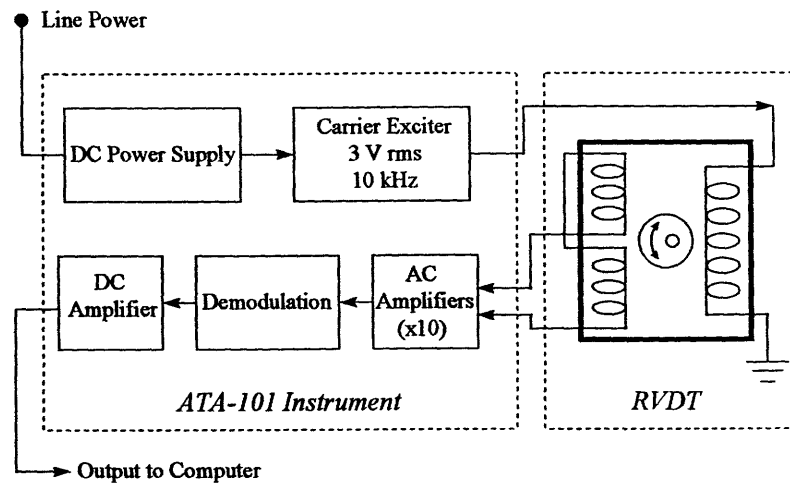 Line Power
DC Power Supply
Carrier Exciter
3 V rms
10 kHz
DC
Amplifier
Demodulation
AC
Amplifiers
(x10)
ATA-101 Instrument
RVDT
Output to Computer